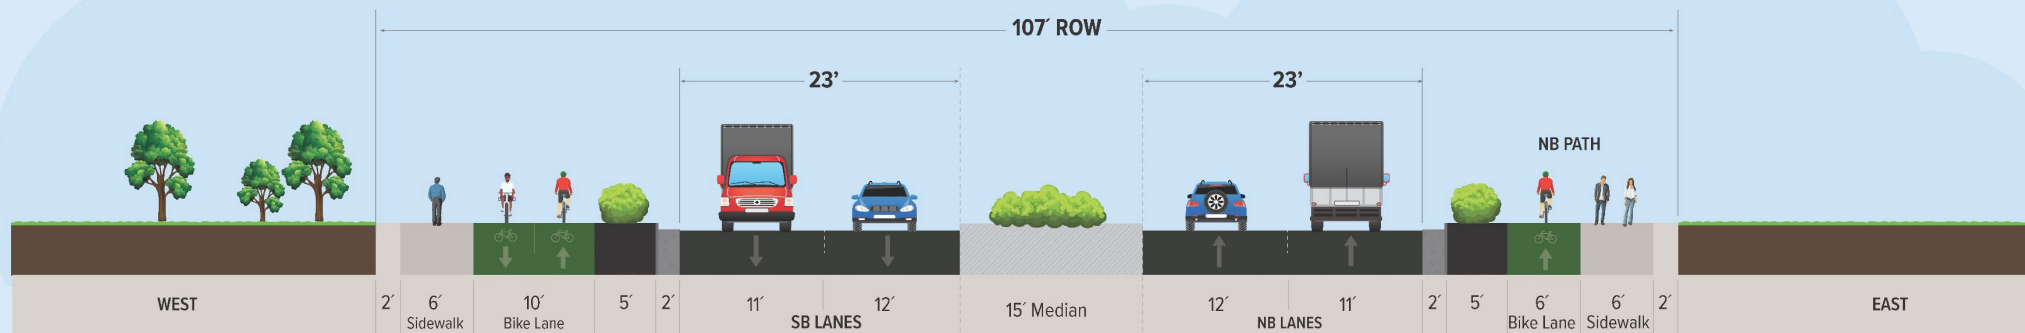 107′ ROW
23’
23’
NB PATH
WEST
2′
6′
Sidewalk
10′
Bike Lane
5′
2′
11′
12′
SB LANES
15′ Median
12′
11′
NB LANES
2′
5′
6′
Bike Lane
6′
Sidewalk
2′
EAST